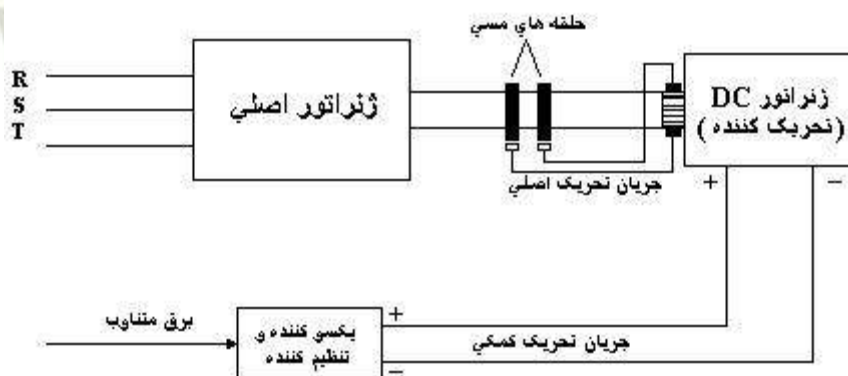 حلقه هاي مسي
R
S
T
ژنراتور اصلي
ژنراتور DC
(تحريک کننده)
جريان تحريک اصلي
+
−
برق متناوب
يکسو کننده و
تنظيم کننده
+
−
جريان تحريک کمکي